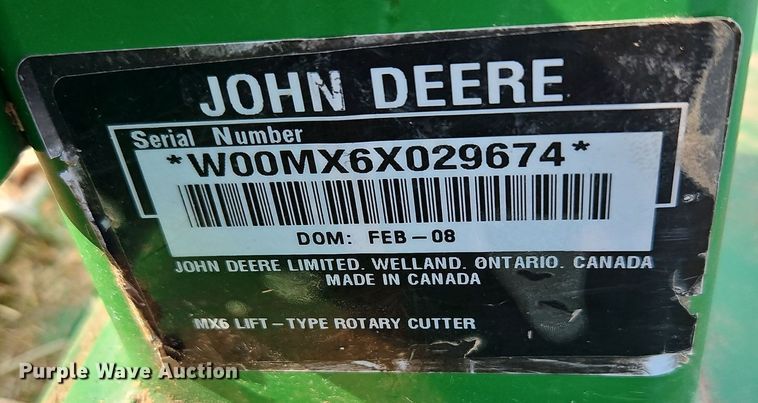 JOHN DEERE
Serial Number
*W00MX6X029674*
DOM: FEB-08
JOHN DEERE LIMITED. WELLAND. ONTARIO. CANADA
MADE IN CANADA
MX6 LIFT-TYPE ROTARY CUTTER
Purple Wave Auction